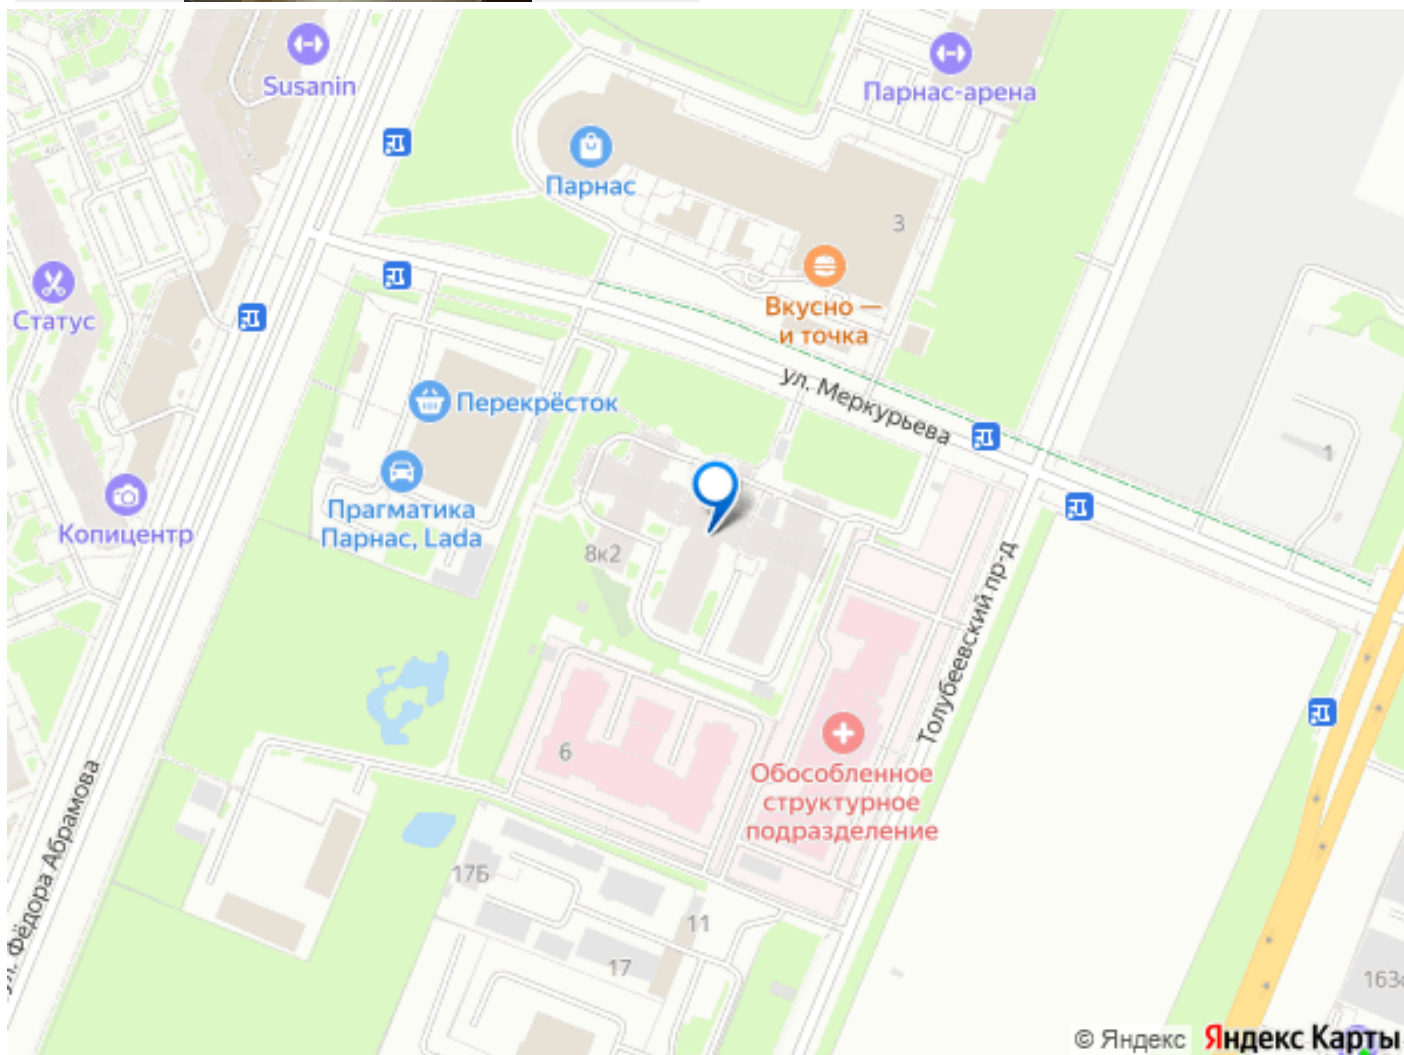 Susanin
Парнас-арена
Парнас
3
Вкусно —
и точка
Статус
ул. Меркурьева
Перекрёсток
1
Прагматика
Парнас, Lada
Копицентр
8к2
Толубеевский пр-д
6
Обособленное
структурное
подразделение
ул. Фёдора Абрамова
17Б
11
17
© Яндекс Яндекс Карты